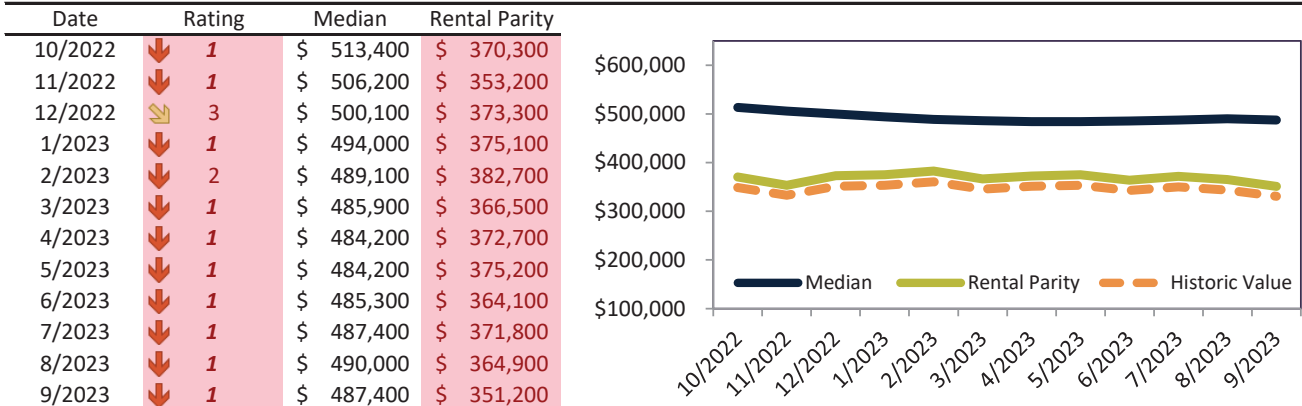 Date Rating Median Rental Parity
10/2022 1 $ 513,400 $ 370,300
11/2022 1 $ 506,200 $ 353,200
12/2022 3 $ 500,100 $ 373,300
1/2023 1 $ 494,000 $ 375,100
2/2023 2 $ 489,100 $ 382,700
3/2023 1 $ 485,900 $ 366,500
4/2023 1 $ 484,200 $ 372,700
5/2023 1 $ 484,200 $ 375,200
6/2023 1 $ 485,300 $ 364,100
7/2023 1 $ 487,400 $ 371,800
8/2023 1 $ 490,000 $ 364,900
9/2023 1 $ 487,400 $ 351,200
$600,000
$500,000
$400,000
$300,000
$200,000
$100,000
Median Rental Parity Historic Value
10/2022 11/2022 12/2022 1/2023 2/2023 3/2023 4/2023 5/2023 6/2023 7/2023 8/2023 9/2023